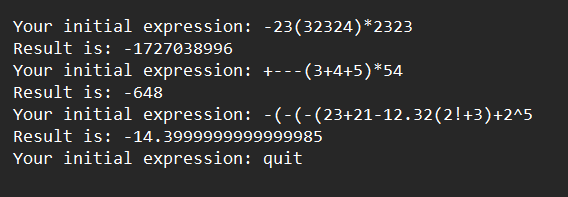 Your initial expression: -23(32324)*2323
Result is: -1727038996
Your initial expression: +---(3+4+5)*54
Result is: -648
Your initial expression: -(-(-(23+21-12.32(2!+3)+2^5
Result is: -14.3999999999999985
Your initial expression: quit